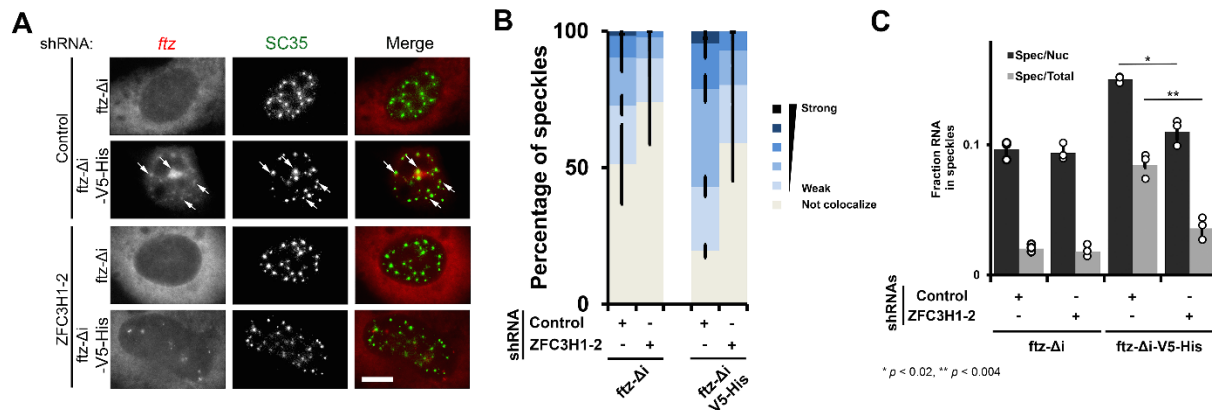 A
shRNA: ftz SC35 Merge
Control
ftz-Δi
ftz-Δi
-V5-His
ZFC3H1-2
ftz-Δi
ftz-Δi
-V5-His
B
Percentage of speckles
100
50
0
Strong
Weak
Not colocalize
shRNA
Control + - + -
ZFC3H1-2 - + - +
ftz-Δi
ftz-Δi
V5-His
C
Fraction RNA
in speckles
0.1
0
Spec/Nuc
Spec/Total
*
**
shRNAs
Control + - + -
ZFC3H1-2 - + - +
ftz-Δi ftz-Δi-V5-His
* p < 0.02, ** p < 0.004